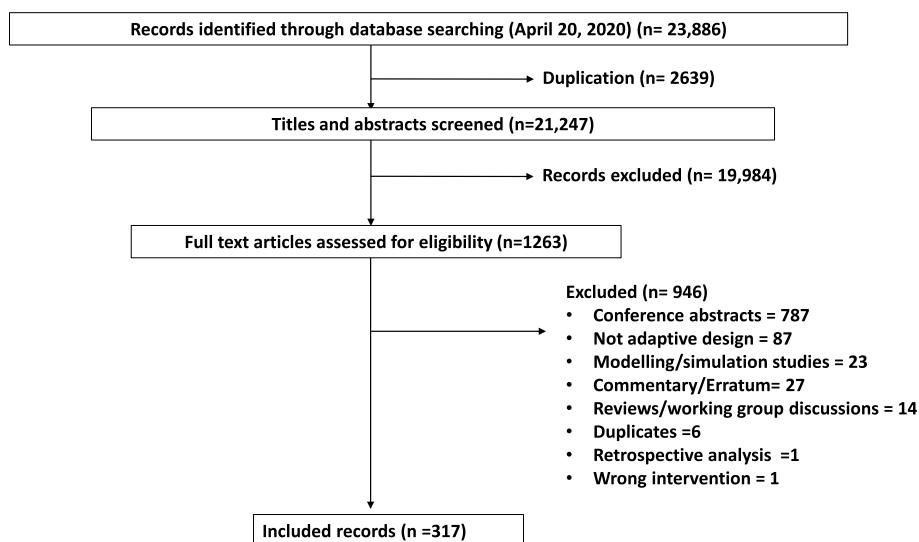 Records identified through database searching (April 20, 2020) (n= 23,886)
Duplication (n= 2639)
Titles and abstracts screened (n=21,247)
Records excluded (n= 19,984)
Full text articles assessed for eligibility (n=1263)
Excluded (n= 946)
• Conference abstracts = 787
• Not adaptive design = 87
• Modelling/simulation studies = 23
• Commentary/Erratum= 27
• Reviews/working group discussions = 14
• Duplicates =6
• Retrospective analysis =1
• Wrong intervention = 1
Included records (n =317)